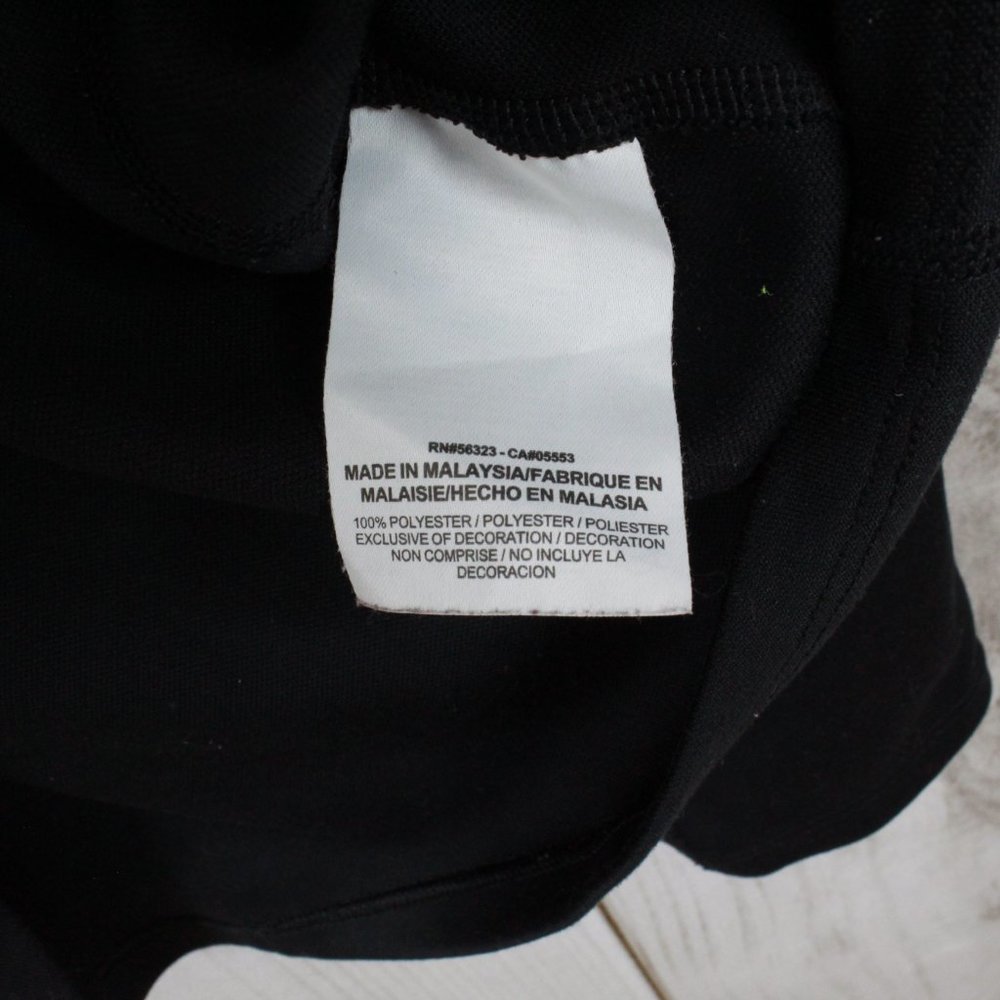 RN#56323 - CA#05553
MADE IN MALAYSIA/FABRIQUE EN
MALAISIE/HECHO EN MALASIA
100% POLYESTER / POLYESTER / POLIESTER
EXCLUSIVE OF DECORATION / DECORATION
NON COMPRISE / NO INCLUYE LA
DECORACION